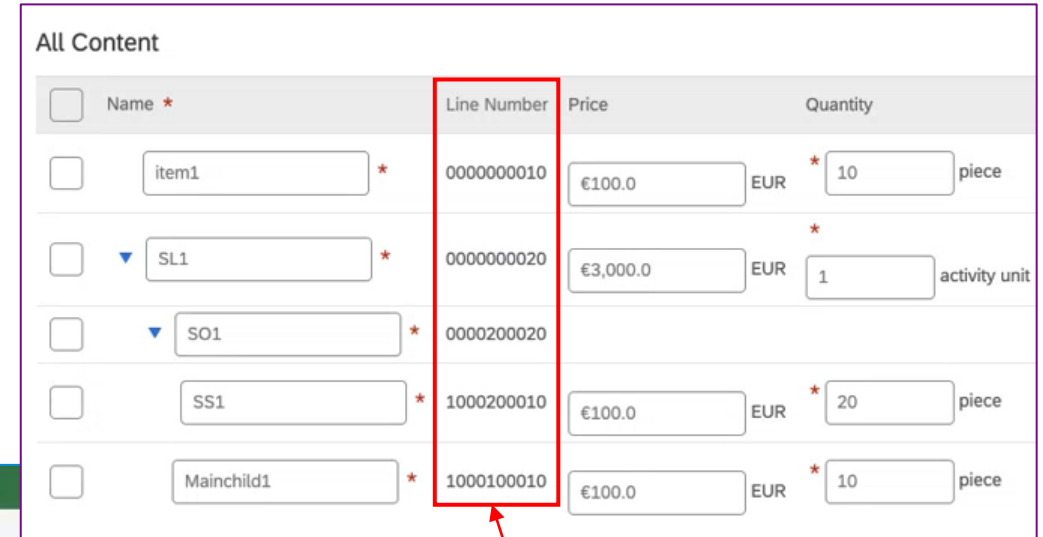 All Content
Name * Line Number Price Quantity
item1 * 0000000010 €100.0 EUR * 10 piece
▼ SL1 * 0000000020 €3,000.0 EUR * 1 activity unit
▼ SO1 * 0000200020
SS1 * 1000200010 €100.0 EUR * 20 piece
Mainchild1 * 1000100010 €100.0 EUR * 10 piece